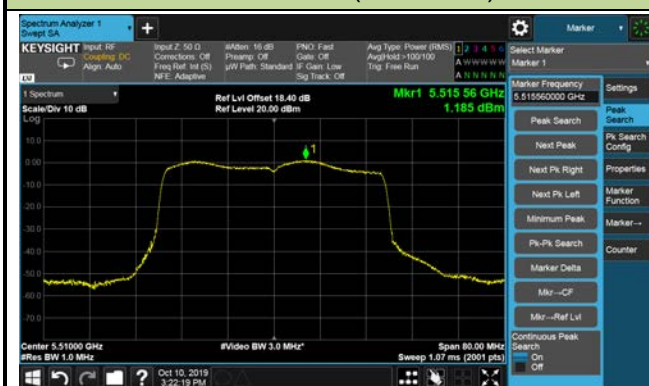 Spectrum Analyzer 1
Swept SA
Marker
KEYSIGHT
Input: RF
Coupling: DC
Align: Auto
Input Z: 50 Ω
Corrections: Off
Freq Ref: Int (S)
NFE: Adaptive
#Atten: 16 dB
Preamp: Off
µW Path: Standard
PNO: Fast
Gate: Off
IF Gain: Low
Sig Track: Off
Avg Type: Power (RMS)
Avg|Hold:>100/100
Trig: Free Run
1 2 3 4 5 6
A W W W W W
A N N N N N
LXI
Select Marker
Marker 1
1 Spectrum
Scale/Div 10 dB
Log
Ref Lvl Offset 18.40 dB
Ref Level 20.00 dBm
Mkr1 5.515 56 GHz
1.185 dBm
1
10.0
0.00
-10.0
-20.0
-30.0
-40.0
-50.0
-60.0
-70.0
Center 5.51000 GHz
#Res BW 1.0 MHz
#Video BW 3.0 MHz*
Span 80.00 MHz
Sweep 1.07 ms (2001 pts)
Marker Frequency
5.515560000 GHz
Peak Search
Next Peak
Next Pk Right
Next Pk Left
Minimum Peak
Pk-Pk Search
Marker Delta
Mkr→CF
Mkr→Ref Lvl
Continuous Peak
Search
On
Off
Settings
Peak
Search
Pk Search
Config
Properties
Marker
Function
Marker→
Counter
Oct 10, 2019
3:22:19 PM